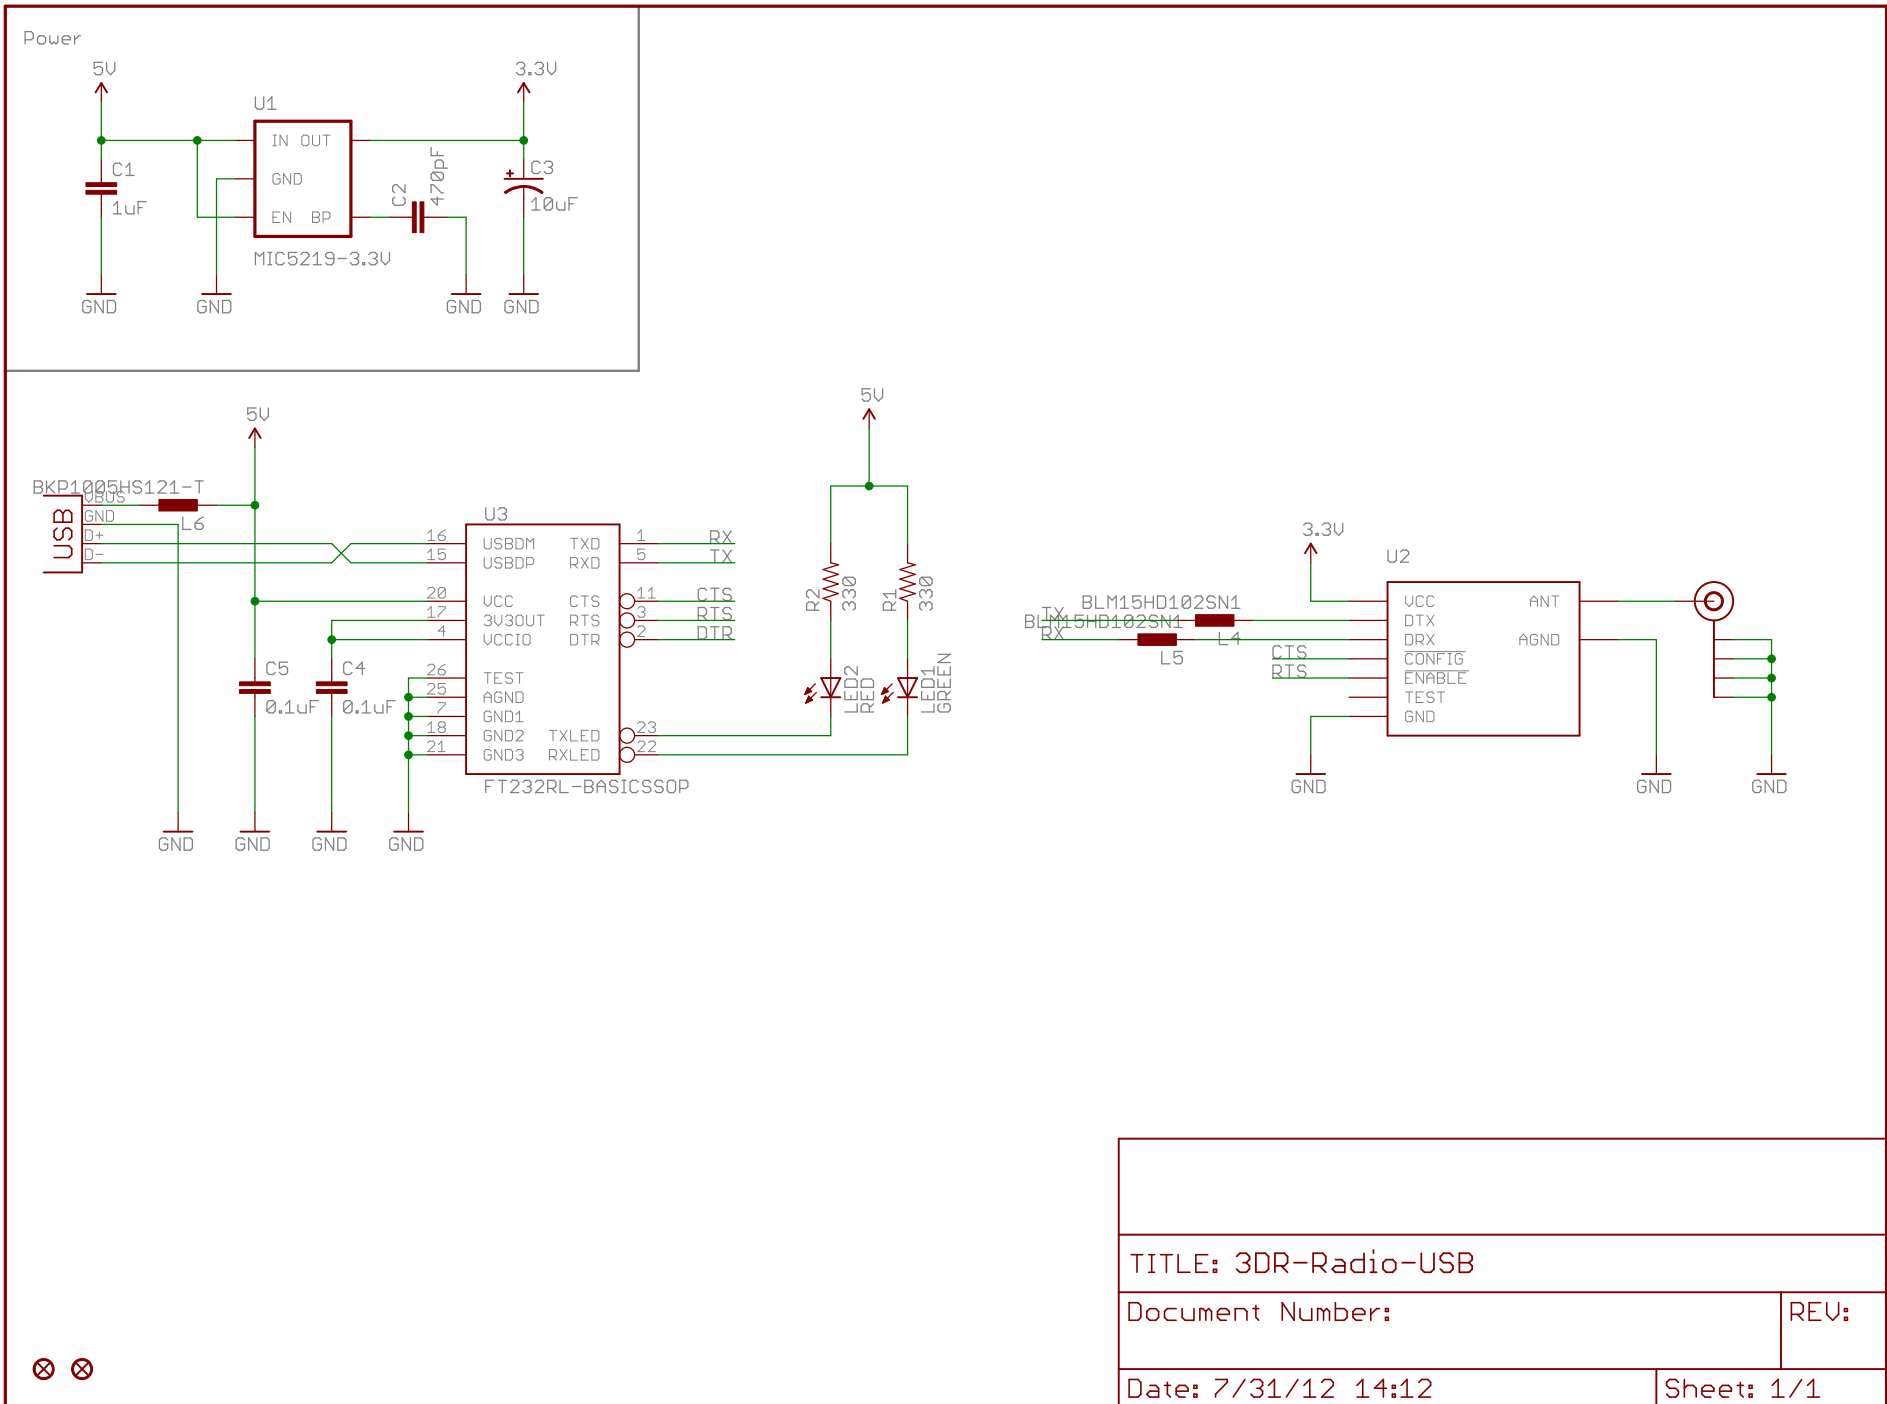 Power
5V
3.3V
U1
IN OUT
GND
EN BP
MIC5219-3.3V
C1
1uF
C2
470pF
C3
10uF
GND
GND
GND
GND
5V
BKP1005HS121-T
VBUS
GND
D+
D-
USB
L6
C5
0.1uF
C4
0.1uF
GND
GND
GND
GND
U3
16 USBDM TXD 1 RX
15 USBDP RXD 5 TX
20 VCC CTS 11 CTS
17 3V3OUT RTS 3 RTS
4 VCCIO DTR 2 DTR
26 TEST
25 AGND
7 GND1
18 GND2 TXLED 23
21 GND3 RXLED 22
FT232RL-BASICSSOP
5V
R2
330
R1
330
LED2
RED
LED1
GREEN
3.3V
U2
BLM15HD102SN1
TX
BLM15HD102SN1
RX
L4
L5
CTS
RTS
VCC ANT
DTX
DRX AGND
CONFIG
ENABLE
TEST
GND
GND
GND
GND
TITLE: 3DR-Radio-USB
Document Number:
REV:
Date: 7/31/12 14:12
Sheet: 1/1